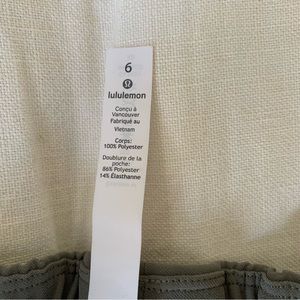 6
lululemon
Conçu à
Vancouver
Fabriqué au
Vietnam
Corps:
100% Polyester
Doublure de la
poche:
86% Polyester
14% Élasthanne